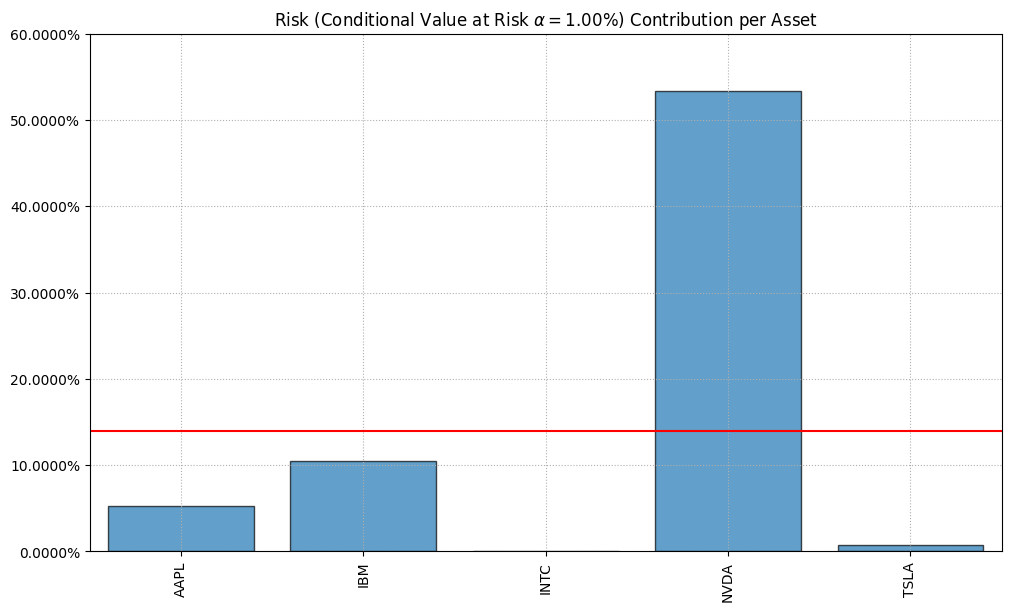 Risk (Conditional Value at Risk α = 1.00%) Contribution per Asset
60.0000%
50.0000%
40.0000%
30.0000%
20.0000%
10.0000%
0.0000%
AAPL
IBM
INTC
NVDA
TSLA